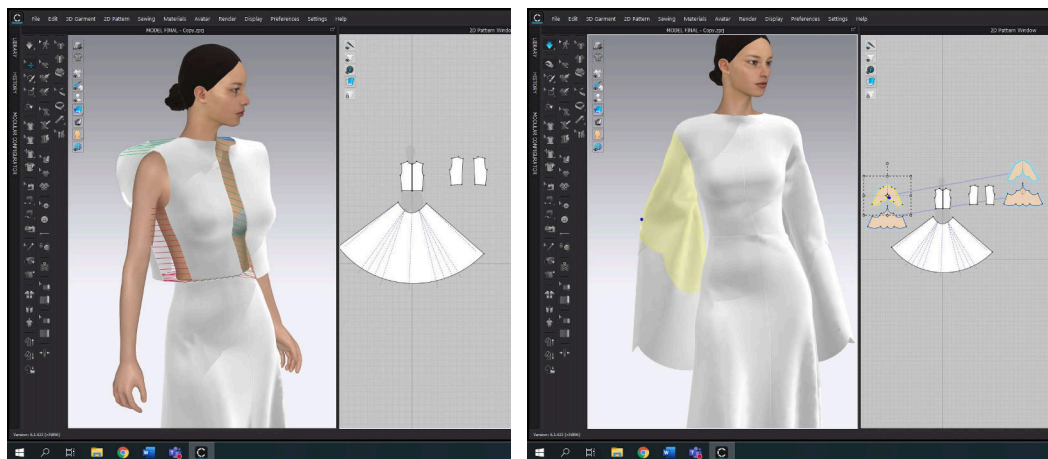 C File Edit 3D Garment 2D Pattern Sewing Materials Avatar Render Display Preferences Settings Help
MODEL FINAL - Copy.zprj
2D Pattern Window
LIBRARY
HISTORY
MODULAR CONFIGURATOR
C
C File Edit 3D Garment 2D Pattern Sewing Materials Avatar Render Display Preferences Settings Help
MODEL FINAL - Copy.zprj
2D Pattern Window
LIBRARY
HISTORY
MODULAR CONFIGURATOR
C